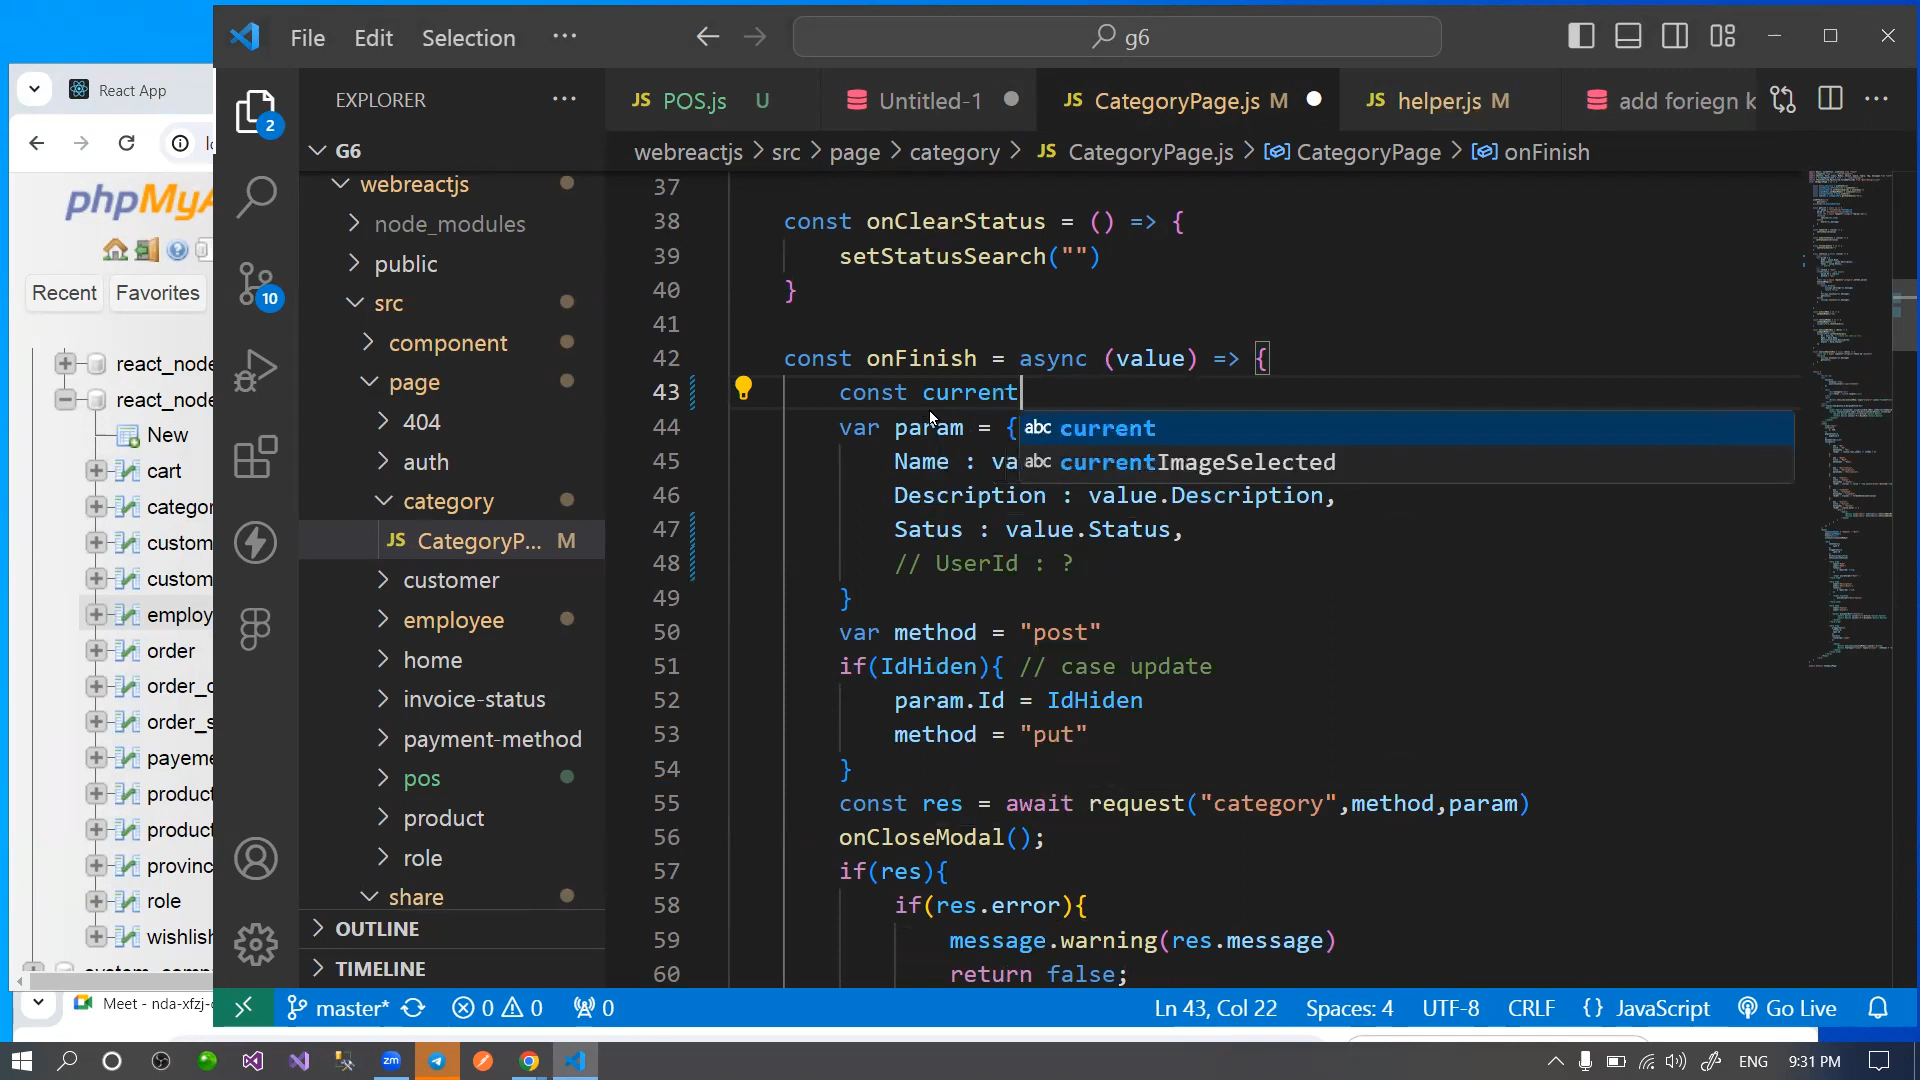 File Edit Selection ···
g6
React App
phpMyA
Recent Favorites
react_node
react_node
New
cart
categor
custom
custom
employ
order
order_c
order_s
payeme
product
product
provinc
role
wishlist
Meet - nda-xfzj-
EXPLORER ···
G6
webreactjs
node_modules
public
src
component
page
404
auth
category
JS CategoryP... M
customer
employee
home
invoice-status
payment-method
pos
product
role
share
OUTLINE
TIMELINE
2
10
JS POS.js U Untitled-1 JS CategoryPage.js M JS helper.js M add foriegn k ···
webreactjs > src > page > category > JS CategoryPage.js > CategoryPage > onFinish
37
38 const onClearStatus = () => {
39 setStatusSearch("")
40 }
41
42 const onFinish = async (value) => {
43 const current
44 var param = {
abc current
45 Name : va
abc currentImageSelected
46 Description : value.Description,
47 Satus : value.Status,
48 // UserId : ?
49 }
50 var method = "post"
51 if(IdHiden){ // case update
52 param.Id = IdHiden
53 method = "put"
54 }
55 const res = await request("category",method,param)
56 onCloseModal();
57 if(res){
58 if(res.error){
59 message.warning(res.message)
60 return false;
master* 0 0 0 Ln 43, Col 22 Spaces: 4 UTF-8 CRLF {} JavaScript Go Live
zm ENG 9:31 PM